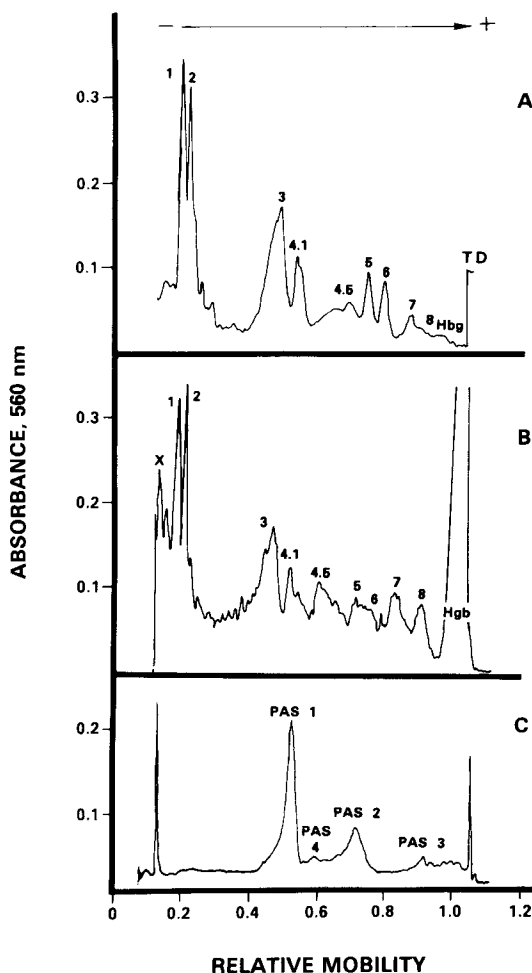 − +
A
0.3
0.2
0.1
1 2
3
4.1
4.5
5
6
7
8 Hbg
T D
B
0.3
0.2
0.1
X
1 2
3
4.1
4.5
5
6
7
8
Hgb
C
0.2
0.1
PAS 1
PAS
4
PAS 2
PAS 3
0 0.2 0.4 0.6 0.8 1.0 1.2
ABSORBANCE, 560 nm
RELATIVE MOBILITY